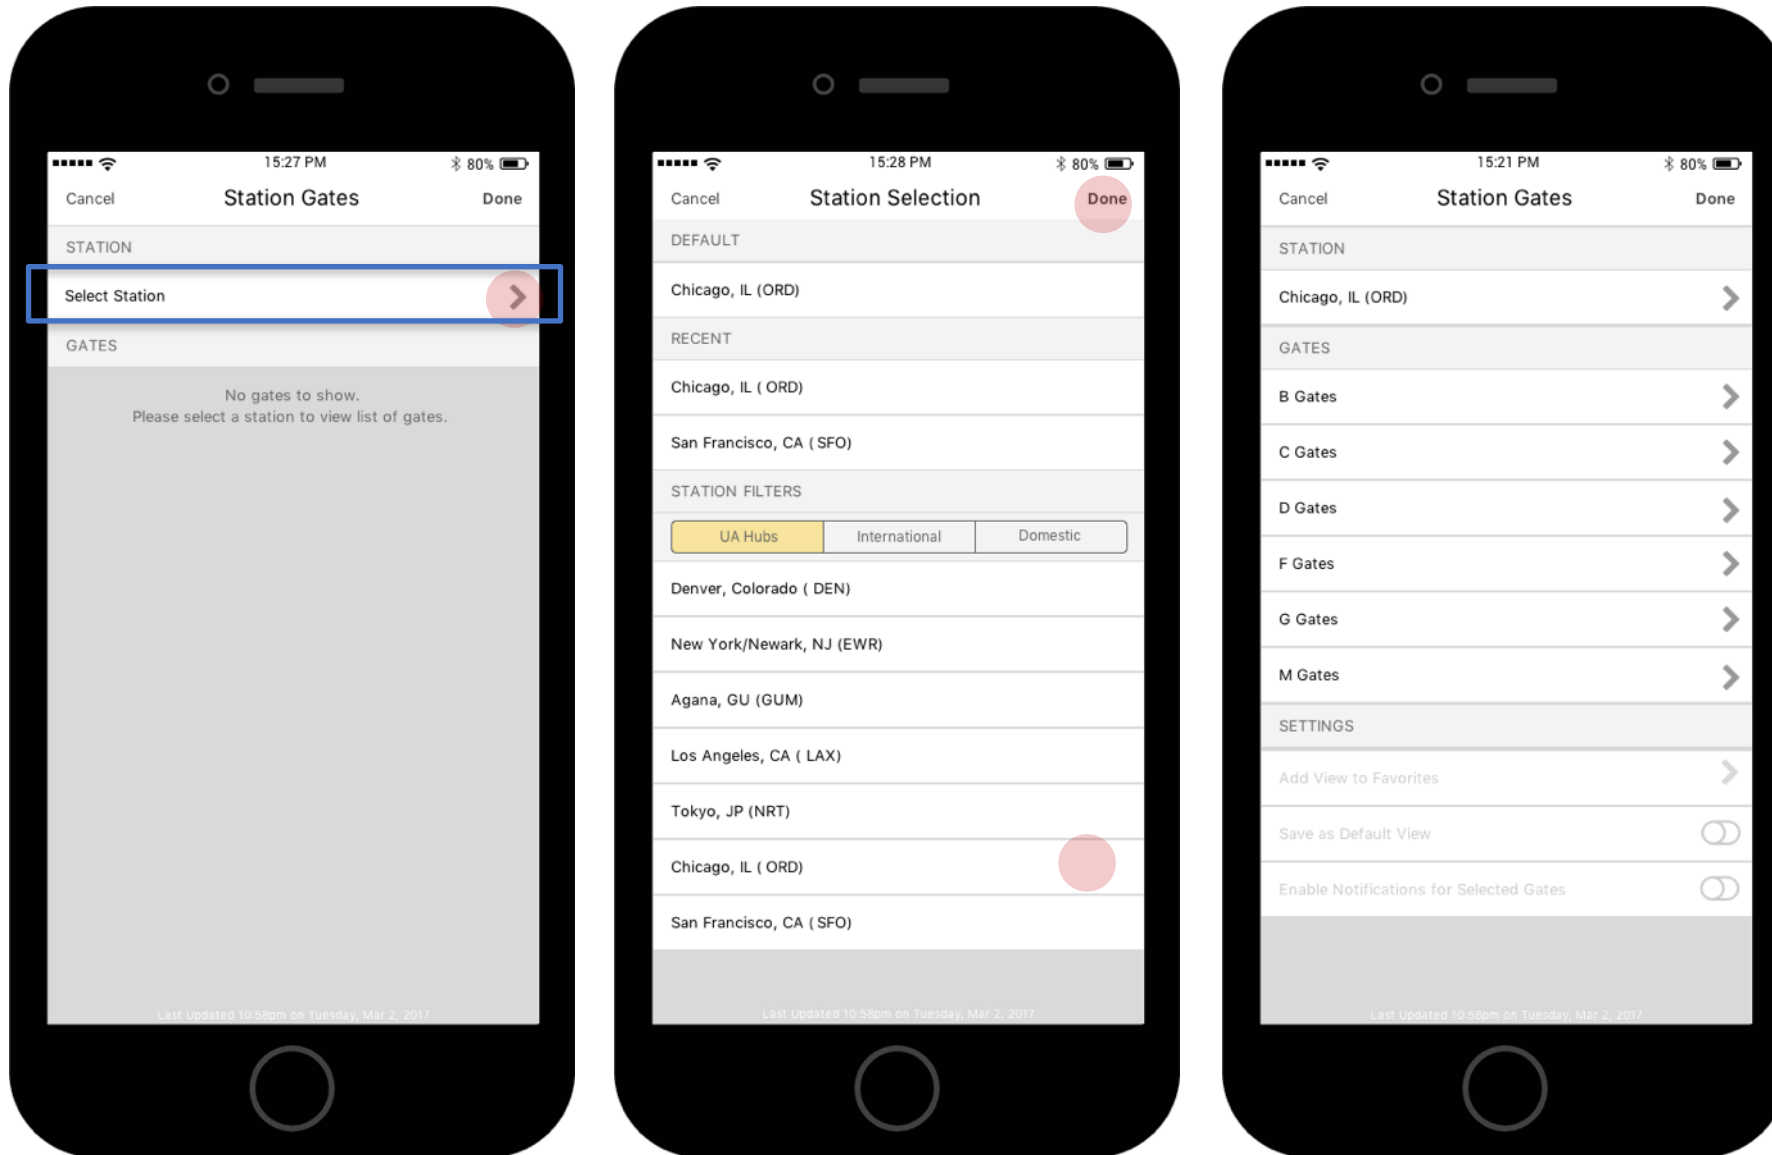 15:27 PM
80%
Cancel
Station Gates
Done
STATION
Select Station
GATES
No gates to show.
Please select a station to view list of gates.
Last Updated 10:58pm on Tuesday, Mar 2, 2017
15:28 PM
80%
Cancel
Station Selection
Done
DEFAULT
Chicago, IL (ORD)
RECENT
Chicago, IL ( ORD)
San Francisco, CA ( SFO)
STATION FILTERS
UA Hubs
International
Domestic
Denver, Colorado ( DEN)
New York/Newark, NJ (EWR)
Agana, GU (GUM)
Los Angeles, CA ( LAX)
Tokyo, JP (NRT)
Chicago, IL ( ORD)
San Francisco, CA ( SFO)
Last Updated 10:58pm on Tuesday, Mar 2, 2017
15:21 PM
80%
Cancel
Station Gates
Done
STATION
Chicago, IL (ORD)
GATES
B Gates
C Gates
D Gates
F Gates
G Gates
M Gates
SETTINGS
Add View to Favorites
Save as Default View
Enable Notifications for Selected Gates
Last Updated 10:58pm on Tuesday, Mar 2, 2017